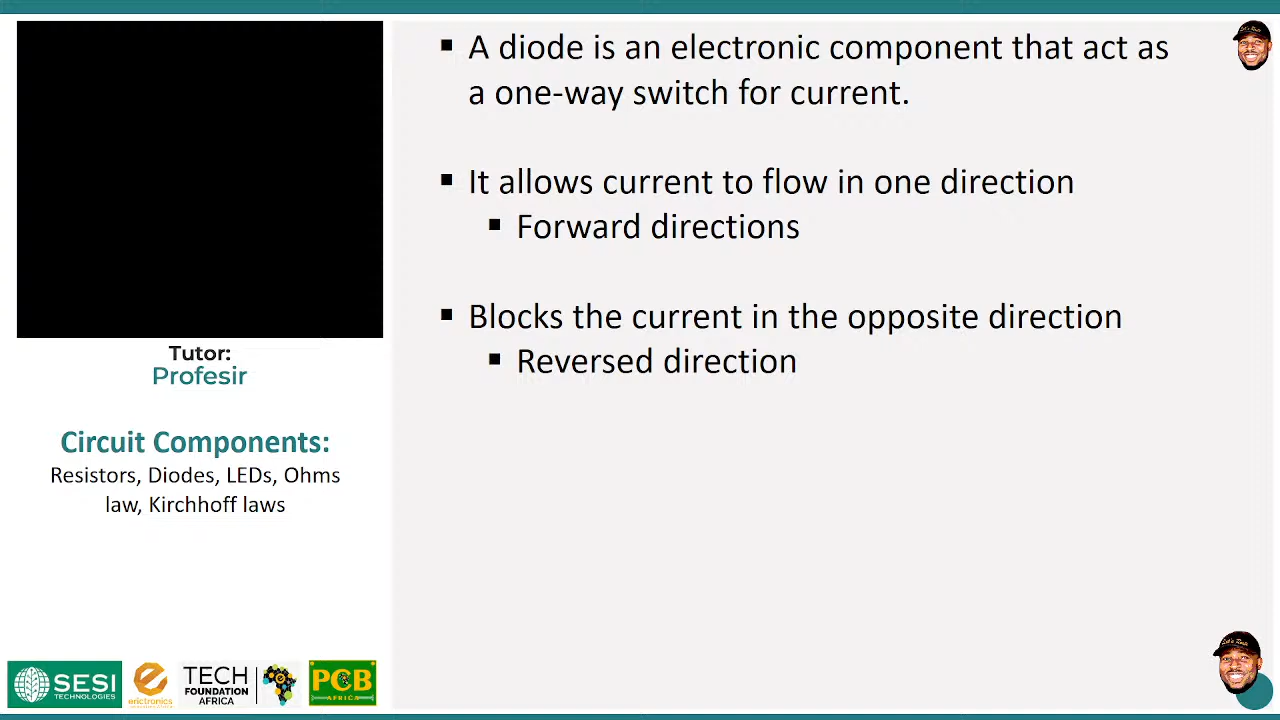 A diode is an electronic component that act as
a one-way switch for current.
It allows current to flow in one direction
Forward directions
Blocks the current in the opposite direction
Reversed direction
Tutor:
Profesir
Circuit Components:
Resistors, Diodes, LEDs, Ohms
law, Kirchhoff laws
SESI
TECHNOLOGIES
erictronics
TECH
FOUNDATION
AFRICA
PCB
AFRICA